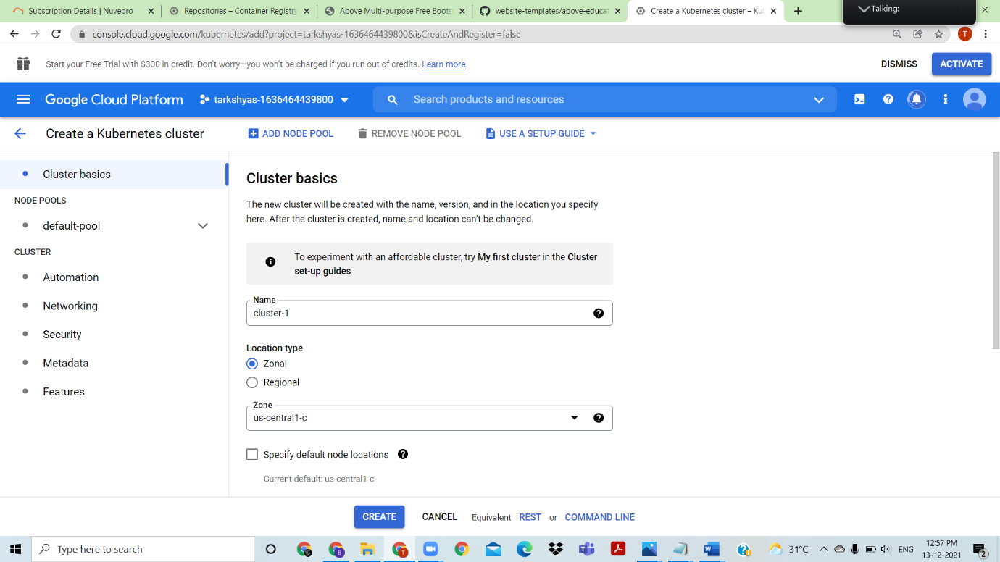 Subscription Details | Nuvepro
Repositories – Container Registry
Above Multi-purpose Free Boots
website-templates/above-educat
Create a Kubernetes cluster – Kub
Talking:
console.cloud.google.com/kubernetes/add?project=tarkshyas-1636464439800&isCreateAndRegister=false
T
Start your Free Trial with $300 in credit. Don't worry—you won't be charged if you run out of credits. Learn more
DISMISS
ACTIVATE
Google Cloud Platform
tarkshyas-1636464439800
Search products and resources
Create a Kubernetes cluster
ADD NODE POOL
REMOVE NODE POOL
USE A SETUP GUIDE
Cluster basics
NODE POOLS
default-pool
CLUSTER
Automation
Networking
Security
Metadata
Features
Cluster basics
The new cluster will be created with the name, version, and in the location you specify
here. After the cluster is created, name and location can't be changed.
To experiment with an affordable cluster, try My first cluster in the Cluster
set-up guides
Name
cluster-1
Location type
Zonal
Regional
Zone
us-central1-c
Specify default node locations
Current default: us-central1-c
CREATE
CANCEL
Equivalent REST or COMMAND LINE
Type here to search
31°C
ENG
12:57 PM
13-12-2021
2